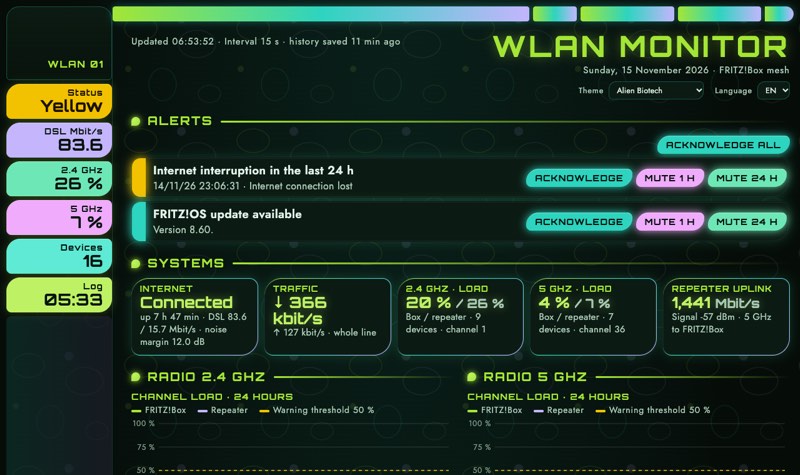 WLAN 01
Status
Yellow
DSL Mbit/s
83.6
2.4 GHz
26 %
5 GHz
7 %
Devices
16
Log
05:33
Updated 06:53:52 · Interval 15 s · history saved 11 min ago
WLAN MONITOR
Sunday, 15 November 2026 · FRITZ!Box mesh
Theme Alien Biotech Language EN
ALERTS
ACKNOWLEDGE ALL
Internet interruption in the last 24 h
14/11/26 23:06:31 · Internet connection lost
ACKNOWLEDGE MUTE 1 H MUTE 24 H
FRITZ!OS update available
Version 8.60.
ACKNOWLEDGE MUTE 1 H MUTE 24 H
SYSTEMS
INTERNET
Connected
up 7 h 47 min · DSL 83.6
/ 15.7 Mbit/s · noise
margin 12.0 dB
TRAFFIC
↓ 366
kbit/s
↑ 127 kbit/s · whole line
2.4 GHZ · LOAD
20 % / 26 %
Box / repeater · 9
devices · channel 1
5 GHZ · LOAD
4 % / 7 %
Box / repeater · 7
devices · channel 36
REPEATER UPLINK
1,441 Mbit/s
Signal -57 dBm · 5 GHz
to FRITZ!Box
RADIO 2.4 GHZ
CHANNEL LOAD · 24 HOURS
FRITZ!Box Repeater Warning threshold 50 %
100 %
75 %
50 %
RADIO 5 GHZ
CHANNEL LOAD · 24 HOURS
FRITZ!Box Repeater Warning threshold 50 %
100 %
75 %
50 %